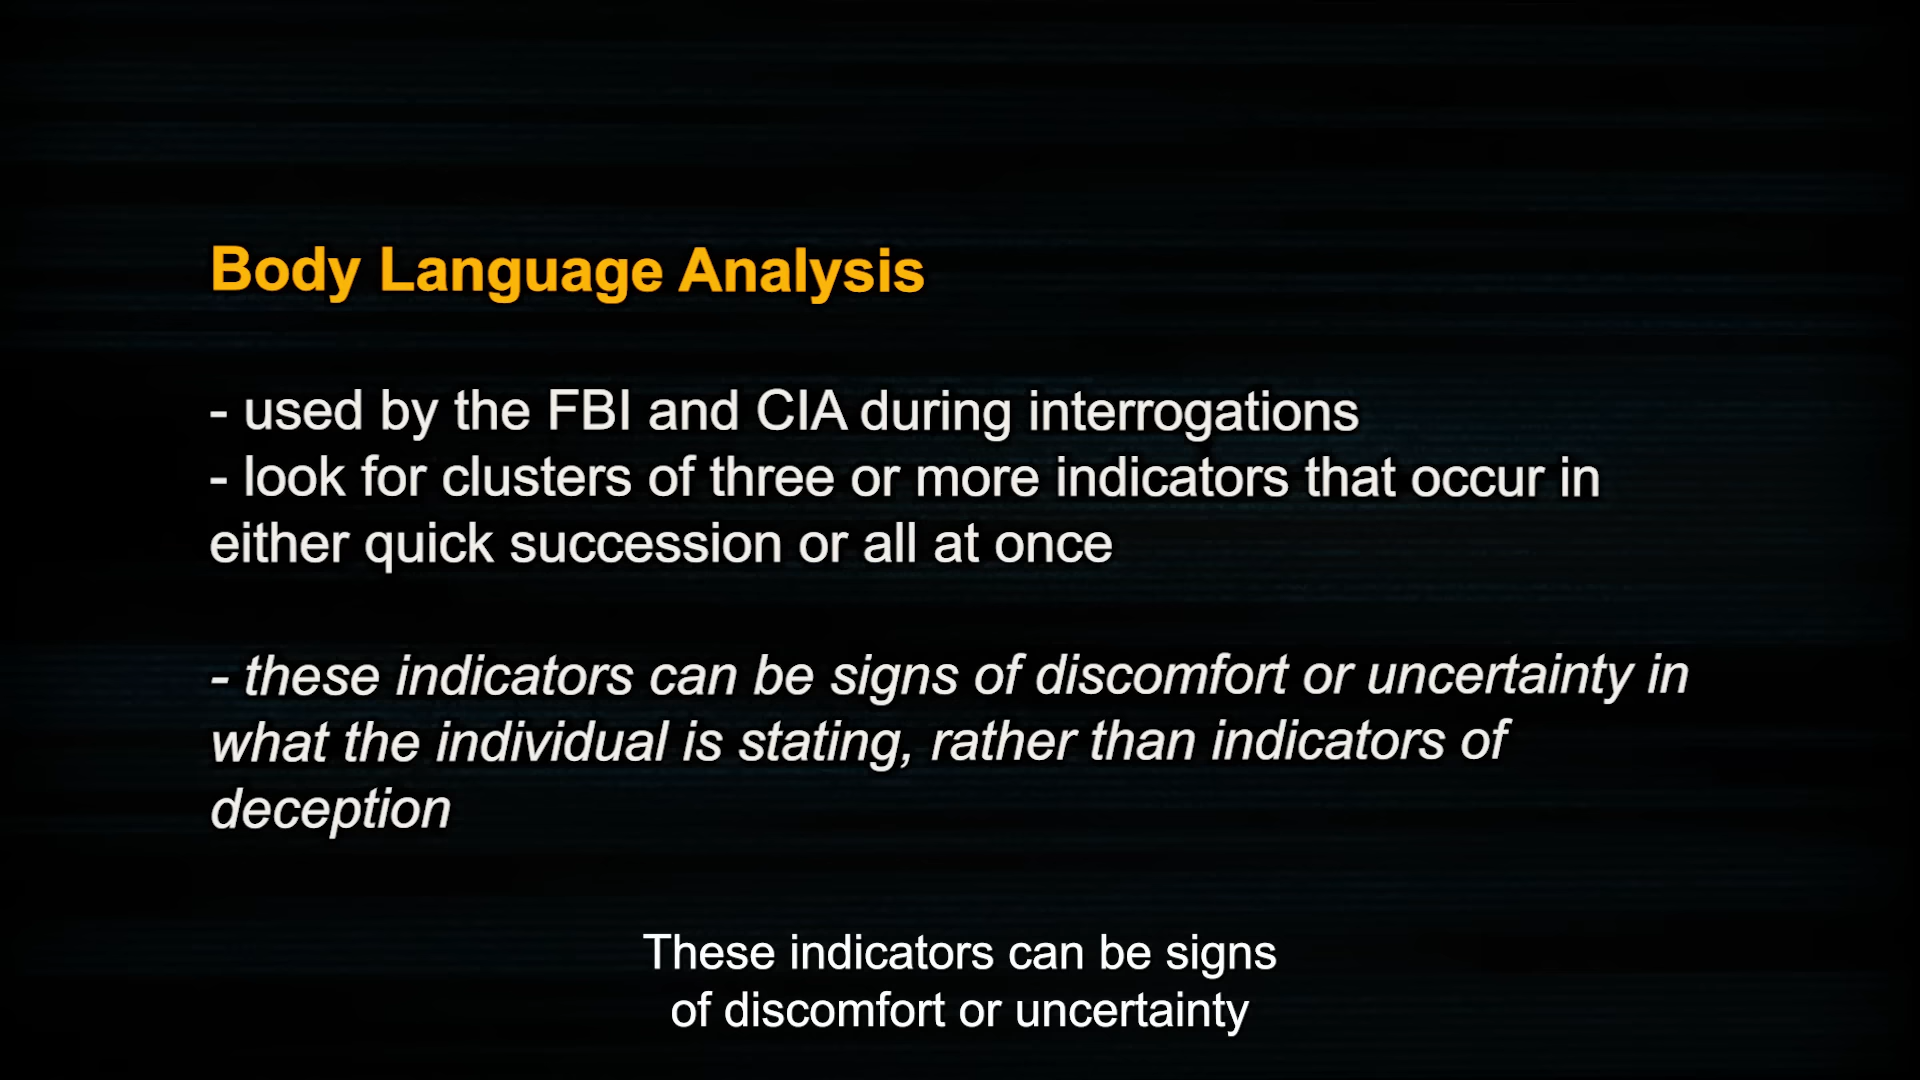 Body Language Analysis
- used by the FBI and CIA during interrogations
- look for clusters of three or more indicators that occur in
either quick succession or all at once
- these indicators can be signs of discomfort or uncertainty in
what the individual is stating, rather than indicators of
deception
These indicators can be signs
of discomfort or uncertainty